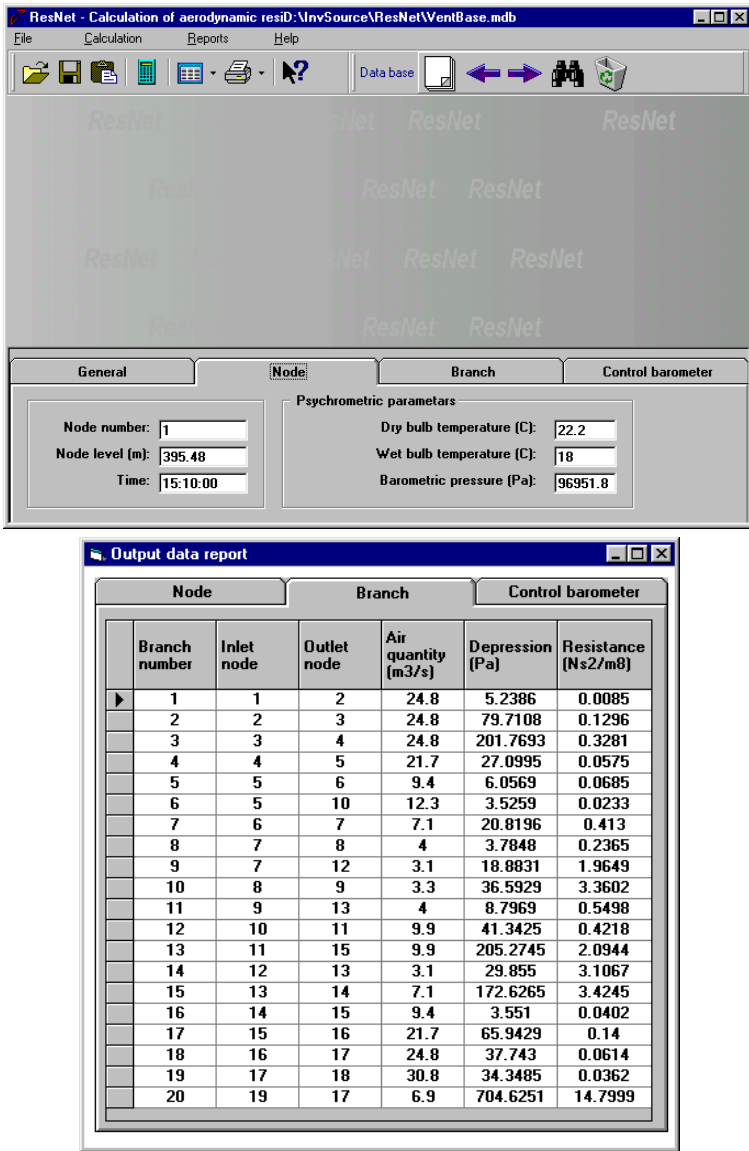 ResNet - Calculation of aerodynamic resiD:\InvSource\ResNet\VentBase.mdb
File Calculation Reports Help
Data base
ResNet sNet ResNet ResNet
ResNet ResNet
ResNet Net ResNet ResNet
ResNet ResNet
General Node Branch Control barometer
Psychrometric parametars
Node number: 1 Dry bulb temperature (C): 22.2
Node level (m): 395.48 Wet bulb temperature (C): 18
Time: 15:10:00 Barometric pressure (Pa): 96951.8
Output data report
Node Branch Control barometer
Branch number Inlet node Outlet node Air quantity (m3/s) Depression (Pa) Resistance (Ns2/m8)
1 1 2 24.8 5.2386 0.0085
2 2 3 24.8 79.7108 0.1296
3 3 4 24.8 201.7693 0.3281
4 4 5 21.7 27.0995 0.0575
5 5 6 9.4 6.0569 0.0685
6 5 10 12.3 3.5259 0.0233
7 6 7 7.1 20.8196 0.413
8 7 8 4 3.7848 0.2365
9 7 12 3.1 18.8831 1.9649
10 8 9 3.3 36.5929 3.3602
11 9 13 4 8.7969 0.5498
12 10 11 9.9 41.3425 0.4218
13 11 15 9.9 205.2745 2.0944
14 12 13 3.1 29.855 3.1067
15 13 14 7.1 172.6265 3.4245
16 14 15 9.4 3.551 0.0402
17 15 16 21.7 65.9429 0.14
18 16 17 24.8 37.743 0.0614
19 17 18 30.8 34.3485 0.0362
20 19 17 6.9 704.6251 14.7999